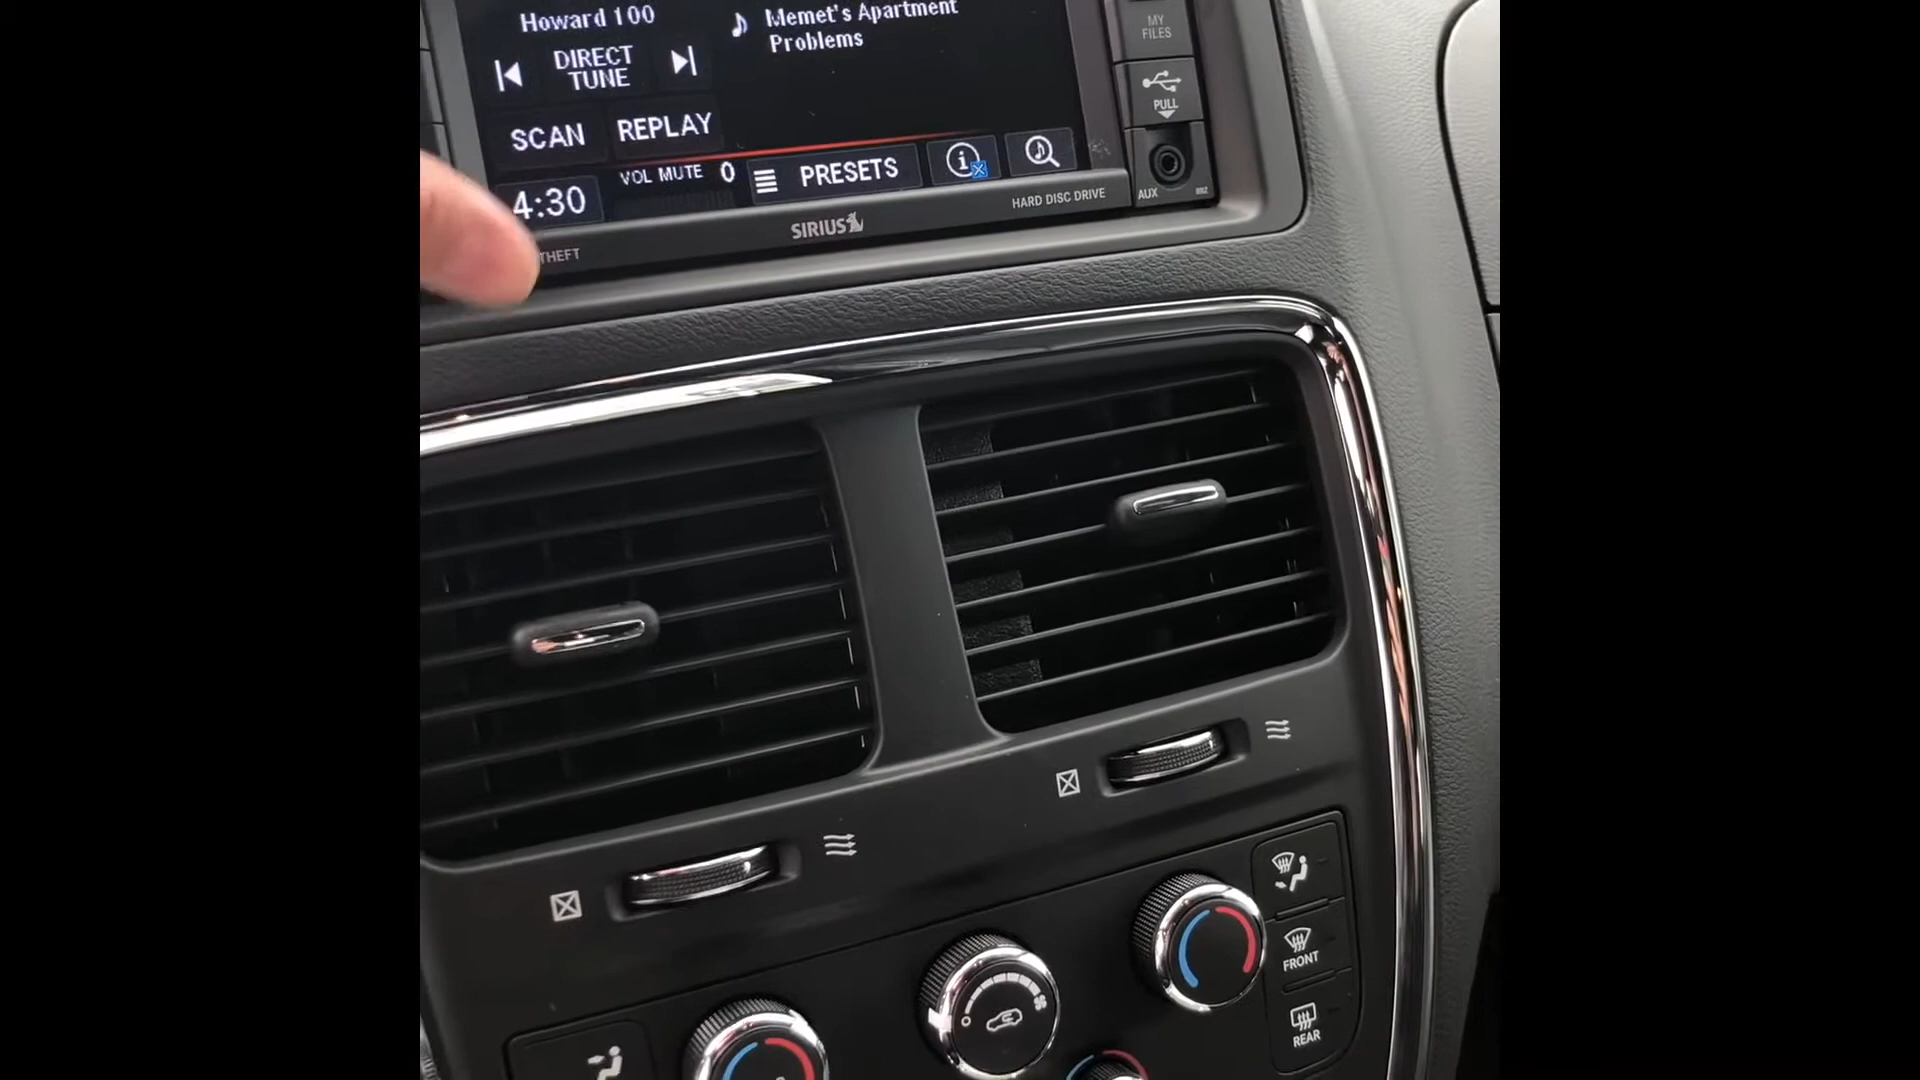 Howard 100
Memet's Apartment
Problems
DIRECT
TUNE
SCAN
REPLAY
4:30
VOL MUTE 0
PRESETS
THEFT
SIRIUS
HARD DISC DRIVE
MY
FILES
PULL
AUX
FRONT
REAR